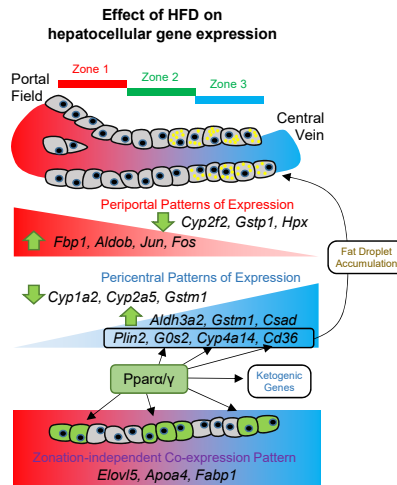 Effect of HFD on
hepatocellular gene expression
Zone 1
Zone 2
Zone 3
Portal
Field
Central
Vein
Periportal Patterns of Expression
Cyp2f2, Gstp1, Hpx
Fbp1, Aldob, Jun, Fos
Fat Droplet
Accumulation
Pericentral Patterns of Expression
Cyp1a2, Cyp2a5, Gstm1
Aldh3a2, Gstm1, Csad
Plin2, G0s2, Cyp4a14, Cd36
Pparα/γ
Ketogenic
Genes
Zonation-independent Co-expression Pattern
Elovl5, Apoa4, Fabp1